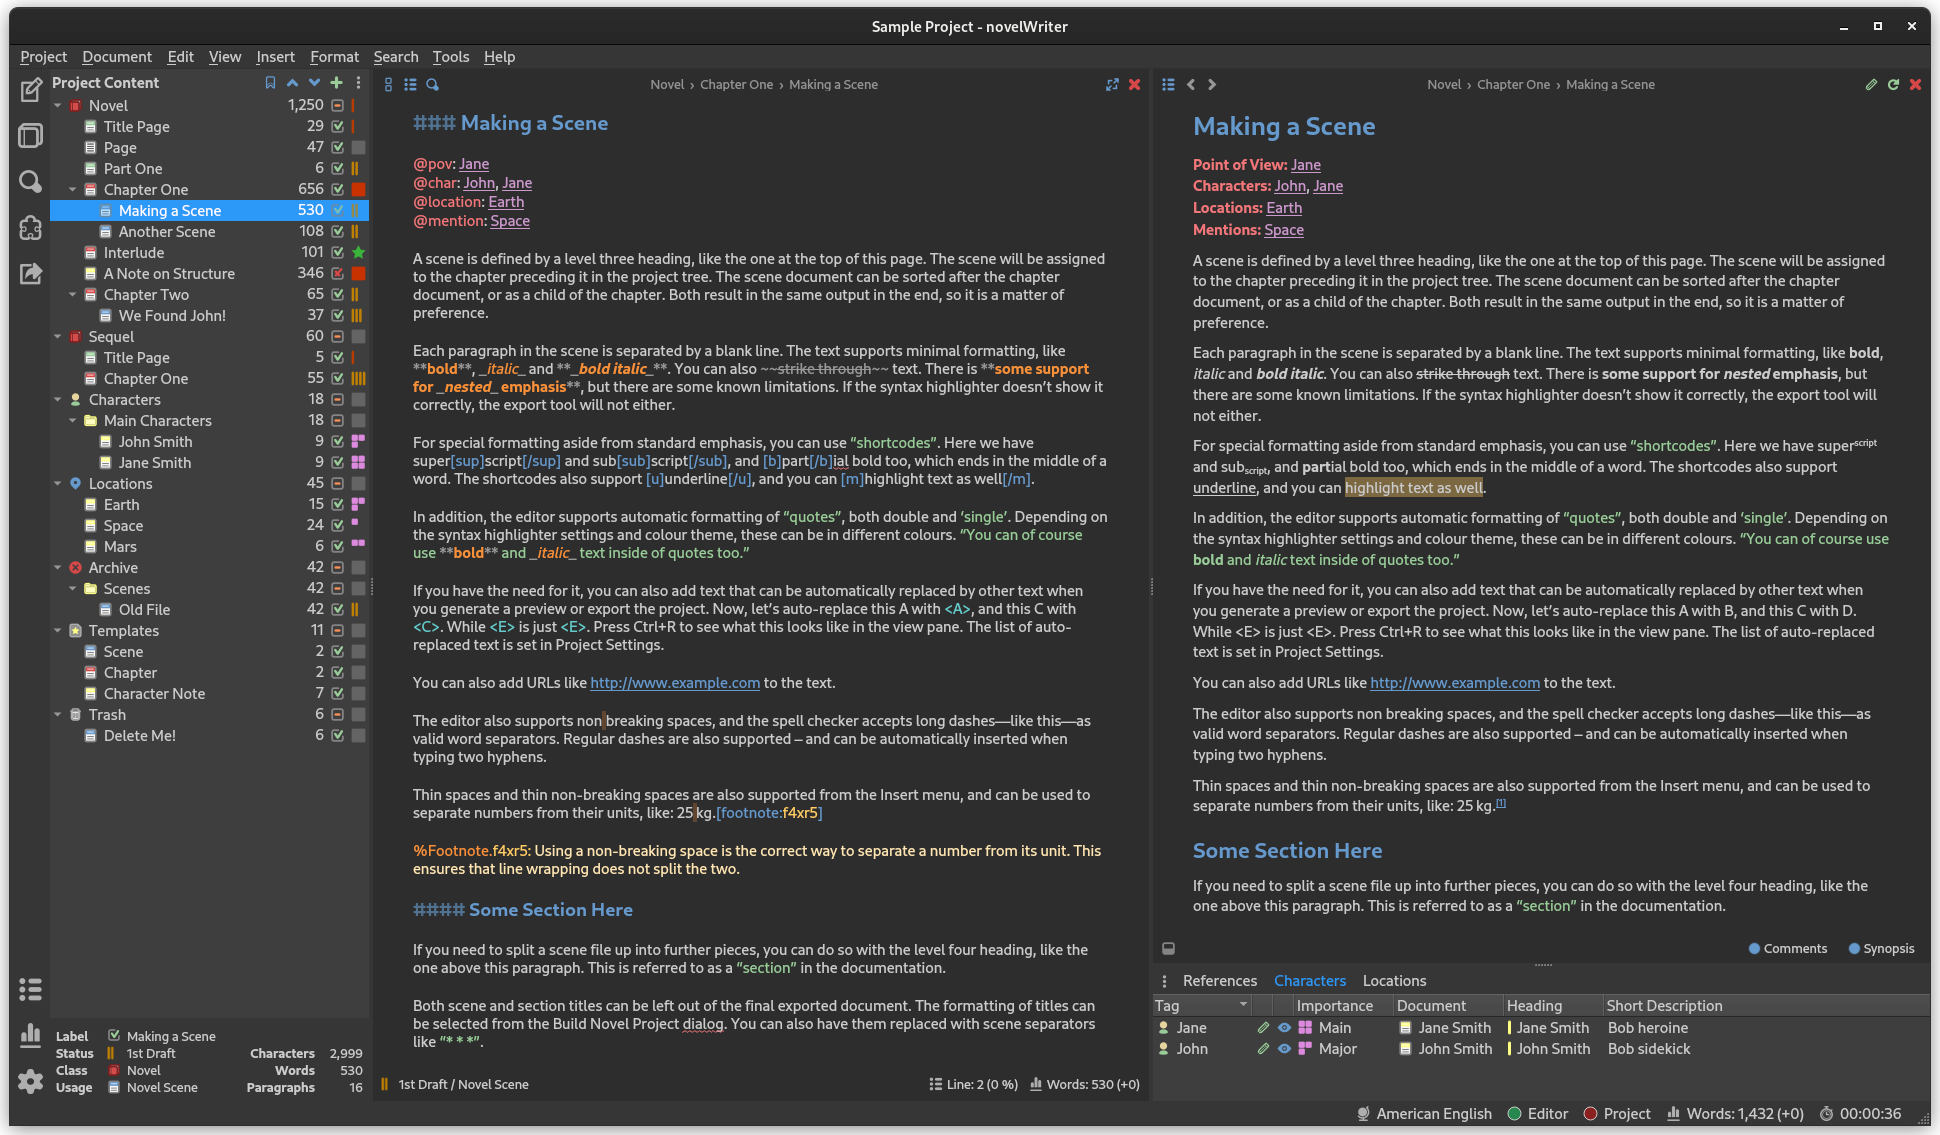 Sample Project - novelWriter
Project Document Edit View Insert Format Search Tools Help
Project Content
Novel 1,250
Title Page 29
Page 47
Part One 6
Chapter One 656
Making a Scene 530
Another Scene 108
Interlude 101
A Note on Structure 346
Chapter Two 65
We Found John! 37
Sequel 60
Title Page 5
Chapter One 55
Characters 18
Main Characters 18
John Smith 9
Jane Smith 9
Locations 45
Earth 15
Space 24
Mars 6
Archive 42
Scenes 42
Old File 42
Templates 11
Scene 2
Chapter 2
Character Note 7
Trash 6
Delete Me! 6
Label Making a Scene
Status 1st Draft Characters 2,999
Class Novel Words 530
Usage Novel Scene Paragraphs 16
Novel › Chapter One › Making a Scene
### Making a Scene
@pov: Jane
@char: John, Jane
@location: Earth
@mention: Space
A scene is defined by a level three heading, like the one at the top of this page. The scene will be assigned
to the chapter preceding it in the project tree. The scene document can be sorted after the chapter
document, or as a child of the chapter. Both result in the same output in the end, so it is a matter of
preference.
Each paragraph in the scene is separated by a blank line. The text supports minimal formatting, like
**bold**, _italic_ and **_bold italic_**. You can also ~~strike through~~ text. There is **some support
for _nested_ emphasis**, but there are some known limitations. If the syntax highlighter doesn’t show it
correctly, the export tool will not either.
For special formatting aside from standard emphasis, you can use “shortcodes”. Here we have
super[sup]script[/sup] and sub[sub]script[/sub], and [b]part[/b]ial bold too, which ends in the middle of a
word. The shortcodes also support [u]underline[/u], and you can [m]highlight text as well[/m].
In addition, the editor supports automatic formatting of “quotes”, both double and ‘single’. Depending on
the syntax highlighter settings and colour theme, these can be in different colours. “You can of course
use **bold** and _italic_ text inside of quotes too.”
If you have the need for it, you can also add text that can be automatically replaced by other text when
you generate a preview or export the project. Now, let’s auto-replace this A with <A>, and this C with
<C>. While <E> is just <E>. Press Ctrl+R to see what this looks like in the view pane. The list of auto-
replaced text is set in Project Settings.
You can also add URLs like http://www.example.com to the text.
The editor also supports non breaking spaces, and the spell checker accepts long dashes—like this—as
valid word separators. Regular dashes are also supported – and can be automatically inserted when
typing two hyphens.
Thin spaces and thin non-breaking spaces are also supported from the Insert menu, and can be used to
separate numbers from their units, like: 25 kg.[footnote:f4xr5]
%Footnote.f4xr5: Using a non-breaking space is the correct way to separate a number from its unit. This
ensures that line wrapping does not split the two.
#### Some Section Here
If you need to split a scene file up into further pieces, you can do so with the level four heading, like the
one above this paragraph. This is referred to as a “section” in the documentation.
Both scene and section titles can be left out of the final exported document. The formatting of titles can
be selected from the Build Novel Project dialog. You can also have them replaced with scene separators
like “* * *”.
1st Draft / Novel Scene Line: 2 (0 %) Words: 530 (+0)
Novel › Chapter One › Making a Scene
Making a Scene
Point of View: Jane
Characters: John, Jane
Locations: Earth
Mentions: Space
A scene is defined by a level three heading, like the one at the top of this page. The scene will be assigned
to the chapter preceding it in the project tree. The scene document can be sorted after the chapter
document, or as a child of the chapter. Both result in the same output in the end, so it is a matter of
preference.
Each paragraph in the scene is separated by a blank line. The text supports minimal formatting, like bold,
italic and bold italic. You can also strike through text. There is some support for nested emphasis, but
there are some known limitations. If the syntax highlighter doesn’t show it correctly, the export tool will
not either.
For special formatting aside from standard emphasis, you can use “shortcodes”. Here we have superscript
and subscript, and partial bold too, which ends in the middle of a word. The shortcodes also support
underline, and you can highlight text as well.
In addition, the editor supports automatic formatting of “quotes”, both double and ‘single’. Depending on
the syntax highlighter settings and colour theme, these can be in different colours. “You can of course use
bold and italic text inside of quotes too.”
If you have the need for it, you can also add text that can be automatically replaced by other text when
you generate a preview or export the project. Now, let’s auto-replace this A with B, and this C with D.
While <E> is just <E>. Press Ctrl+R to see what this looks like in the view pane. The list of auto-replaced
text is set in Project Settings.
You can also add URLs like http://www.example.com to the text.
The editor also supports non breaking spaces, and the spell checker accepts long dashes—like this—as
valid word separators. Regular dashes are also supported – and can be automatically inserted when
typing two hyphens.
Thin spaces and thin non-breaking spaces are also supported from the Insert menu, and can be used to
separate numbers from their units, like: 25 kg.[1]
Some Section Here
If you need to split a scene file up into further pieces, you can do so with the level four heading, like the
one above this paragraph. This is referred to as a “section” in the documentation.
Comments Synopsis
References Characters Locations
Tag Importance Document Heading Short Description
Jane Main Jane Smith Jane Smith Bob heroine
John Major John Smith John Smith Bob sidekick
American English Editor Project Words: 1,432 (+0) 00:00:36